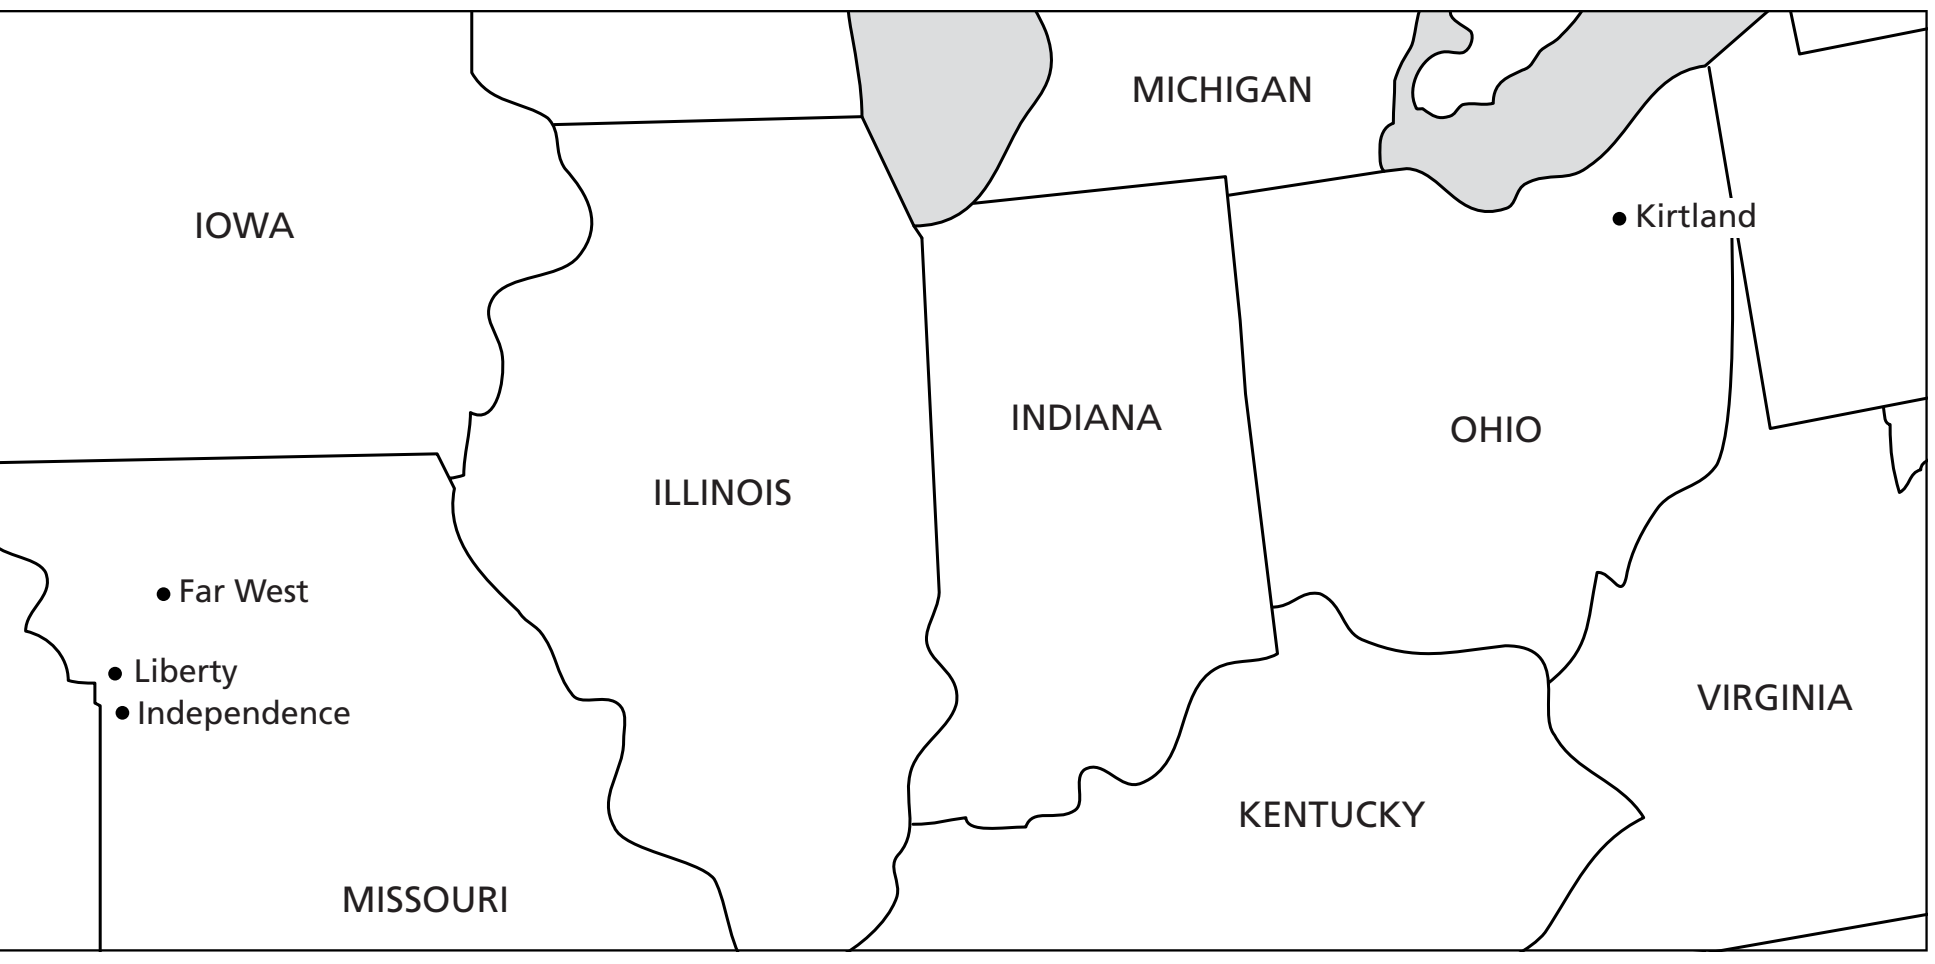 MICHIGAN
IOWA
Kirtland
INDIANA
OHIO
ILLINOIS
Far West
Liberty
Independence
VIRGINIA
KENTUCKY
MISSOURI